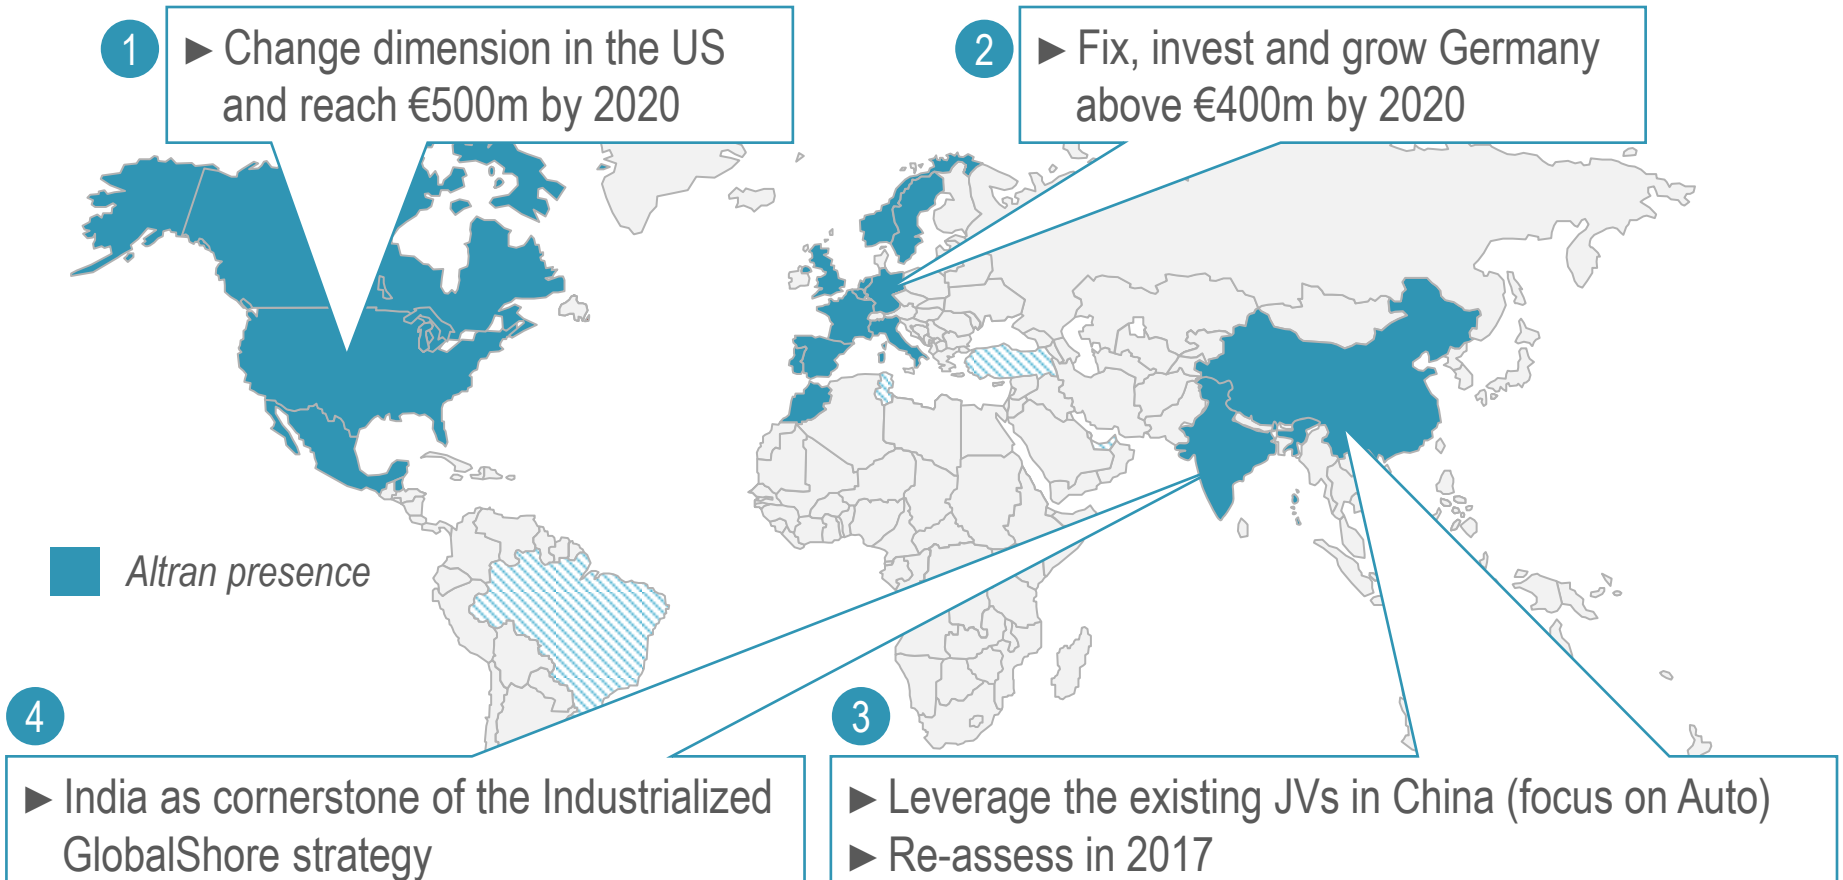 1
► Change dimension in the US
and reach €500m by 2020
2
► Fix, invest and grow Germany
above €400m by 2020
Altran presence
4
► India as cornerstone of the Industrialized
GlobalShore strategy
3
► Leverage the existing JVs in China (focus on Auto)
► Re-assess in 2017